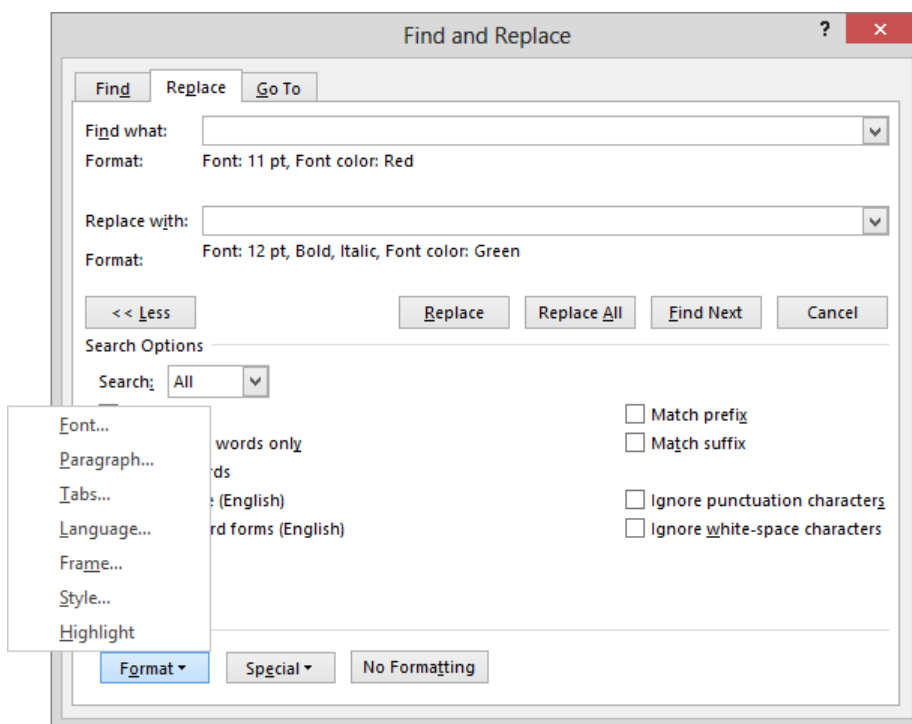 Find and Replace ?
Find Replace Go To
Find what:
Format: Font: 11 pt, Font color: Red
Replace with:
Format: Font: 12 pt, Bold, Italic, Font color: Green
<< Less Replace Replace All Find Next Cancel
Search Options
Search: All
Match prefix
words only Match suffix
(English) Ignore punctuation characters
forms (English) Ignore white-space characters
Font...
Paragraph...
Tabs...
Language...
Frame...
Style...
Highlight
Format Special No Formatting